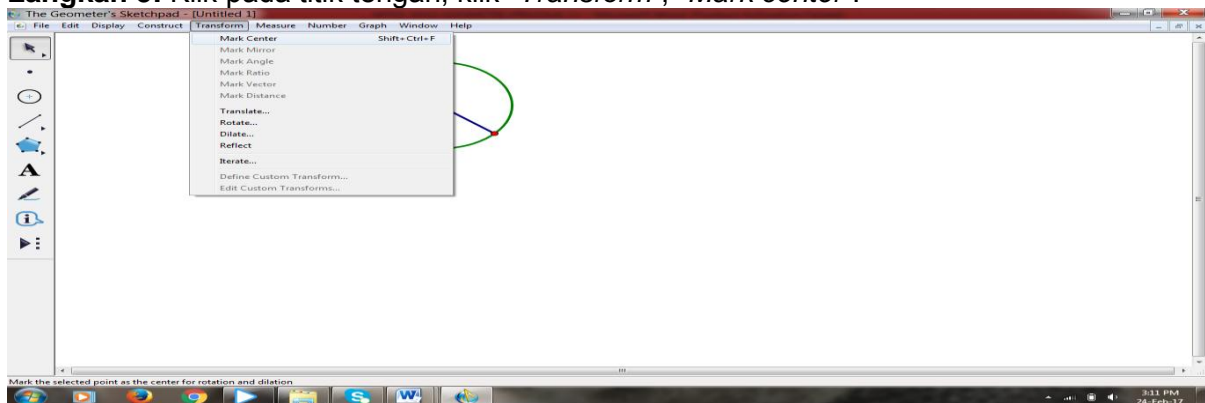 Langkah 3: Klik pada titik tengah, klik “Transform”, “Mark center”.
The Geometer's Sketchpad - [Untitled 1]
File Edit Display Construct Transform Measure Number Graph Window Help
Mark Center Shift+Ctrl+F
Mark Mirror
Mark Angle
Mark Ratio
Mark Vector
Mark Distance
Translate...
Rotate...
Dilate...
Reflect
Iterate...
Define Custom Transform...
Edit Custom Transforms...
A
Mark the selected point as the center for rotation and dilation
3:11 PM
24-Feb-17